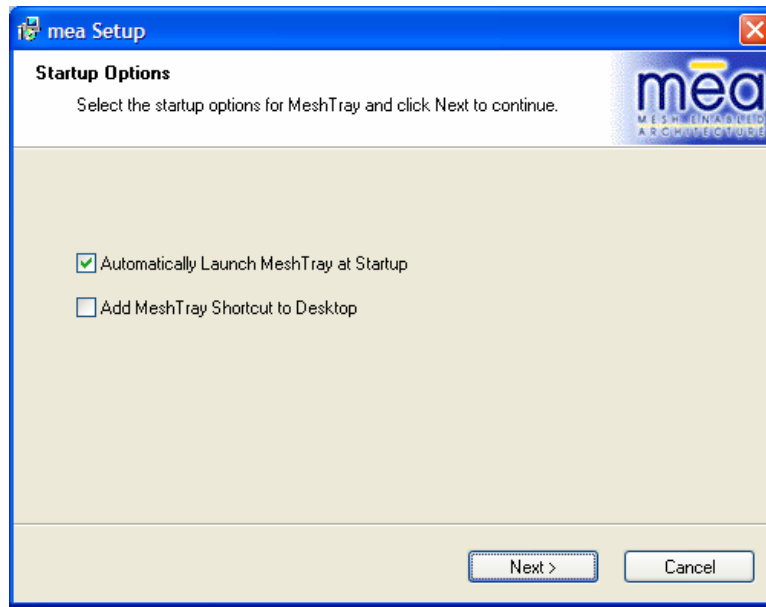 mea Setup
Startup Options
Select the startup options for MeshTray and click Next to continue.
mea
MESH ENABLED
ARCHITECTURE
Automatically Launch MeshTray at Startup
Add MeshTray Shortcut to Desktop
Next >
Cancel